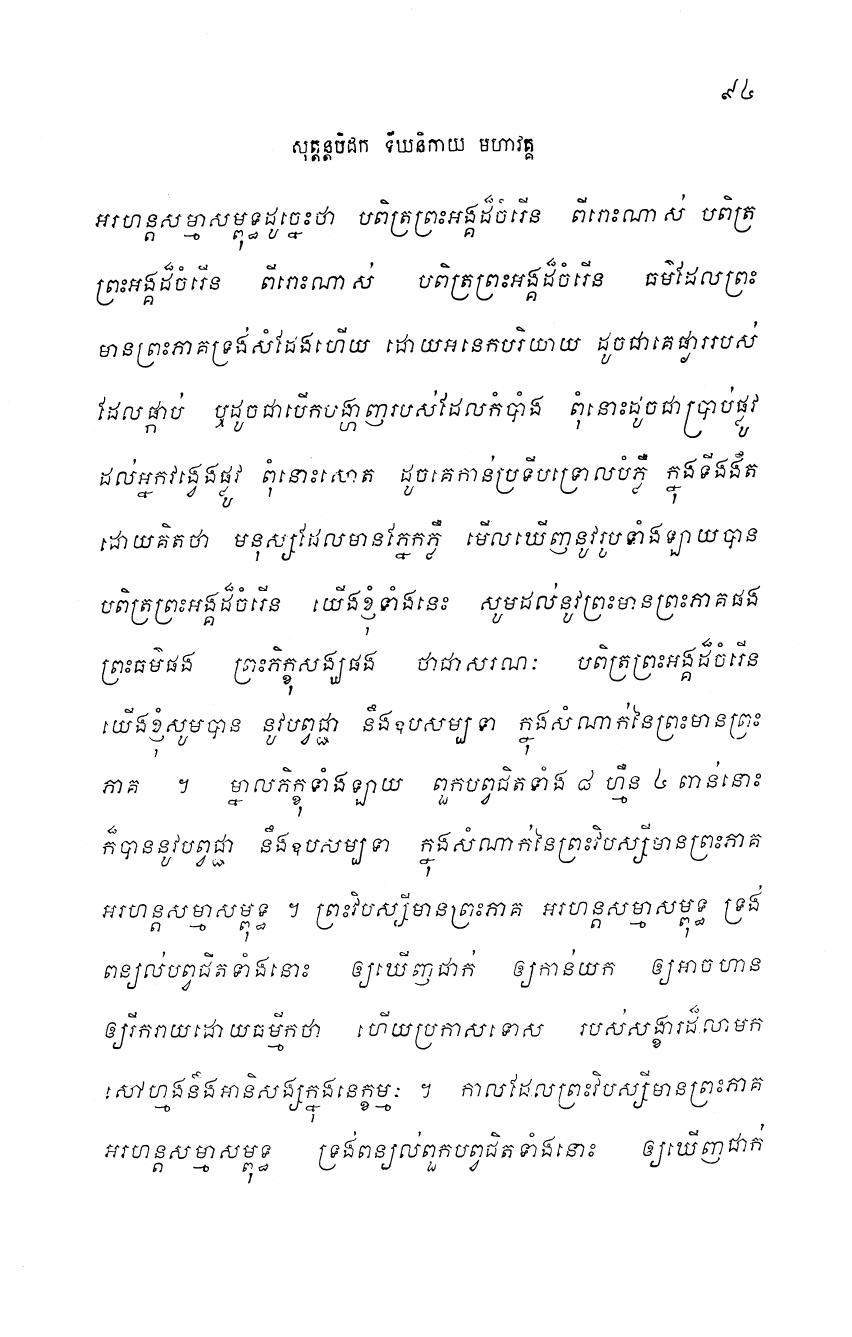 ៩៤
សុត្តន្តបិដក ទីឃនិកាយ មហាវគ្គ
អរហន្តសម្មាសម្ពុទ្ធដូច្នេះថា បពិត្រព្រះអង្គដ៏ចំរើន ពីរោះណាស់ បពិត្រ
ព្រះអង្គដ៏ចំរើន ពីរោះណាស់ បពិត្រព្រះអង្គដ៏ចំរើន ធម៌ដែលព្រះ
មានព្រះភាគទ្រង់សំដែងហើយ ដោយអនេកបរិយាយ ដូចជាគេផ្ងាររបស់
ដែលផ្កាប់ ឬដូចជាបើកបង្ហាញរបស់ដែលកំបាំង ពុំនោះដូចជាប្រាប់ផ្លូវ
ដល់អ្នកវង្វេងផ្លូវ ពុំនោះសោត ដូចគេកាន់ប្រទីបទ្រោលបំភ្លឺ ក្នុងទីងងឹត
ដោយគិតថា មនុស្សដែលមានភ្នែកភ្លឺ មើលឃើញនូវរូបទាំងឡាយបាន
បពិត្រព្រះអង្គដ៏ចំរើន យើងខ្ញុំទាំងនេះ សូមដល់នូវព្រះមានព្រះភាគផង
ព្រះធម៌ផង ព្រះភិក្ខុសង្ឃផង ថាជាសរណៈ បពិត្រព្រះអង្គដ៏ចំរើន
យើងខ្ញុំសូមបាន នូវបព្វជ្ជា នឹងឧបសម្បទា ក្នុងសំណាក់នៃព្រះមានព្រះ
ភាគ ។ ម្នាលភិក្ខុទាំងឡាយ ពួកបព្វជិតទាំង ៨ ហ្មឺន ៤ ពាន់នោះ
ក៏បាននូវបព្វជ្ជា នឹងឧបសម្បទា ក្នុងសំណាក់នៃព្រះវិបស្សីមានព្រះភាគ
អរហន្តសម្មាសម្ពុទ្ធ ។ ព្រះវិបស្សីមានព្រះភាគ អរហន្តសម្មាសម្ពុទ្ធ ទ្រង់
ពន្យល់បព្វជិតទាំងនោះ ឲ្យឃើញជាក់ ឲ្យកាន់យក ឲ្យអាចហាន
ឲ្យរីករាយដោយធម្មីកថា ហើយប្រកាសទោស របស់សង្ខារដ៏លាមក
សៅហ្មងនឹងអានិសង្សក្នុងនេក្ខម្មៈ ។ កាលដែលព្រះវិបស្សីមានព្រះភាគ
អរហន្តសម្មាសម្ពុទ្ធ ទ្រង់ពន្យល់ពួកបព្វជិតទាំងនោះ ឲ្យឃើញជាក់